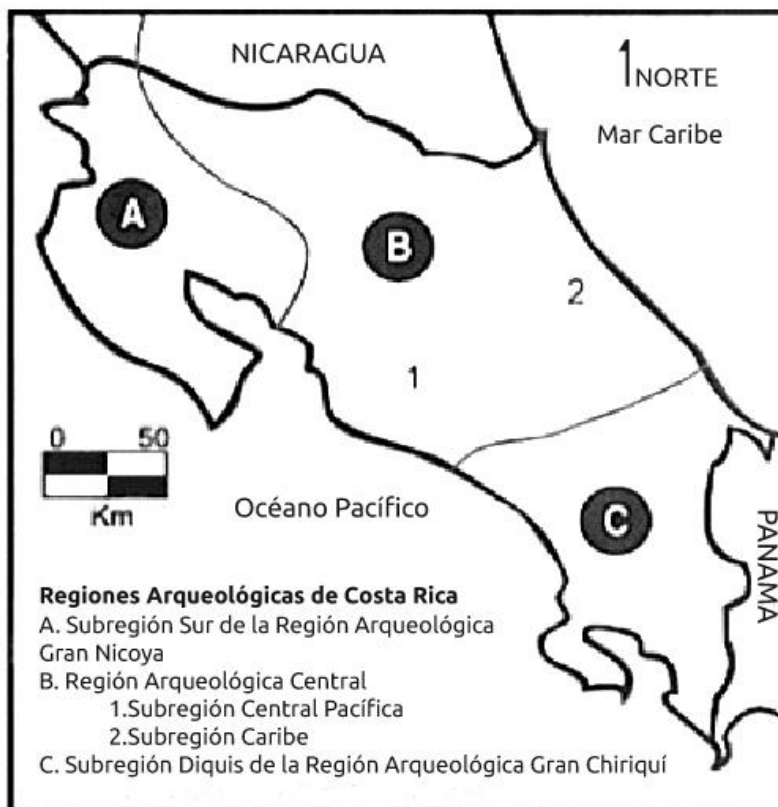 NICARAGUA
1NORTE
Mar Caribe
A
B
2
1
0 50
Km
Océano Pacífico
C
PANAMA
Regiones Arqueológicas de Costa Rica
A. Subregión Sur de la Región Arqueológica
Gran Nicoya
B. Región Arqueológica Central
1.Subregión Central Pacífica
2.Subregión Caribe
C. Subregión Diquis de la Región Arqueológica Gran Chiriquí